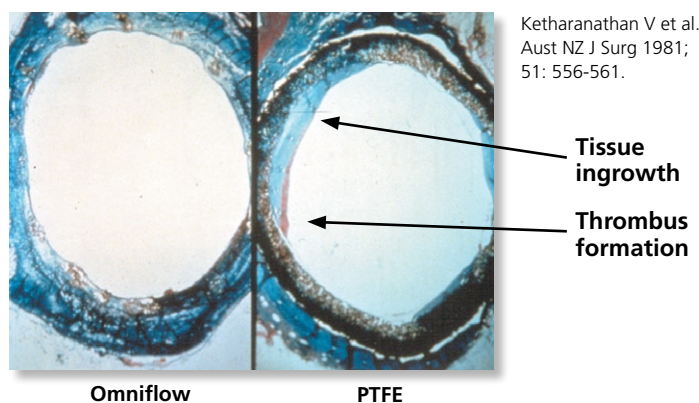 Ketharanathan V et al.
Aust NZ J Surg 1981;
51: 556-561.
Tissue
ingrowth
Thrombus
formation
Omniflow
PTFE